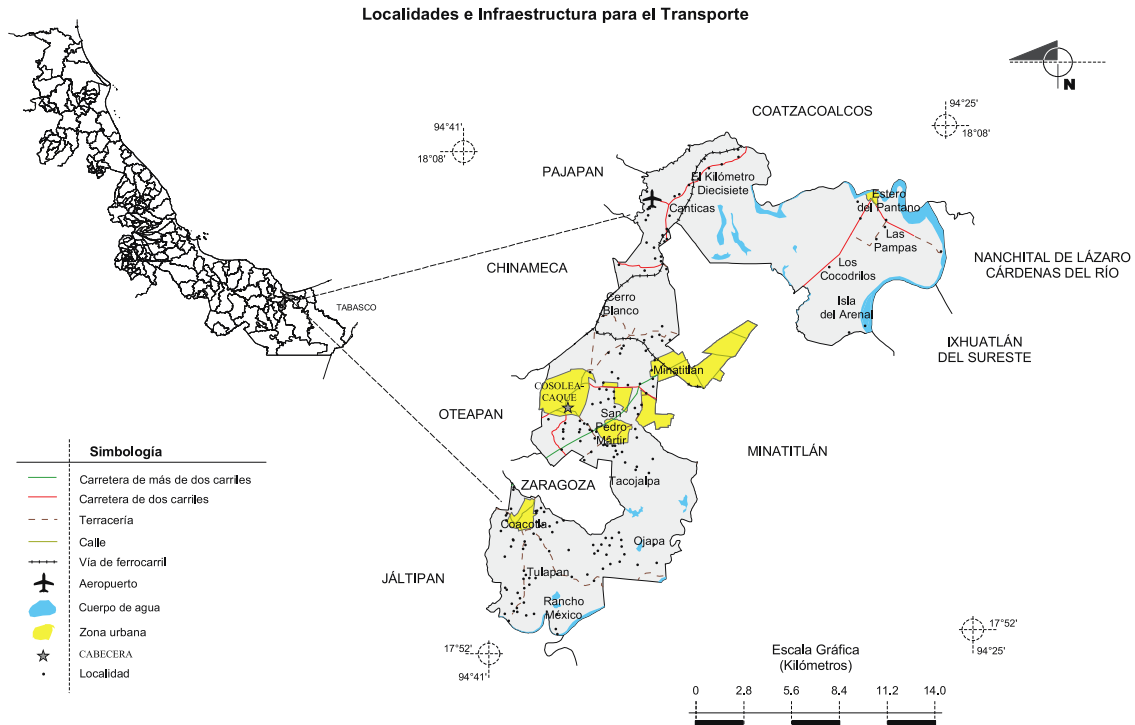 Localidades e Infraestructura para el Transporte
N
COATZACOALCOS
94°41'
18°08'
94°25'
18°08'
PAJAPAN
El Kilómetro
Diecisiete
Canticas
Estero
del Pantano
Las
Pampas
NANCHITAL DE LÁZARO
CÁRDENAS DEL RÍO
CHINAMECA
Los
Cocodrilos
Cerro
Blanco
Isla
del Arenal
TABASCO
IXHUATLÁN
DEL SURESTE
Minatitlán
COSOLEA-
CAQUE
OTEAPAN
San
Pedro
Mártir
MINATITLÁN
ZARAGOZA
Tacojalpa
Coacotla
Ojapa
JÁLTIPAN
Tulapan
Rancho
México
17°52'
94°41'
17°52'
94°25'
Simbología
Carretera de más de dos carriles
Carretera de dos carriles
Terracería
Calle
Vía de ferrocarril
Aeropuerto
Cuerpo de agua
Zona urbana
CABECERA
Localidad
Escala Gráfica
(Kilómetros)
0 2.8 5.6 8.4 11.2 14.0